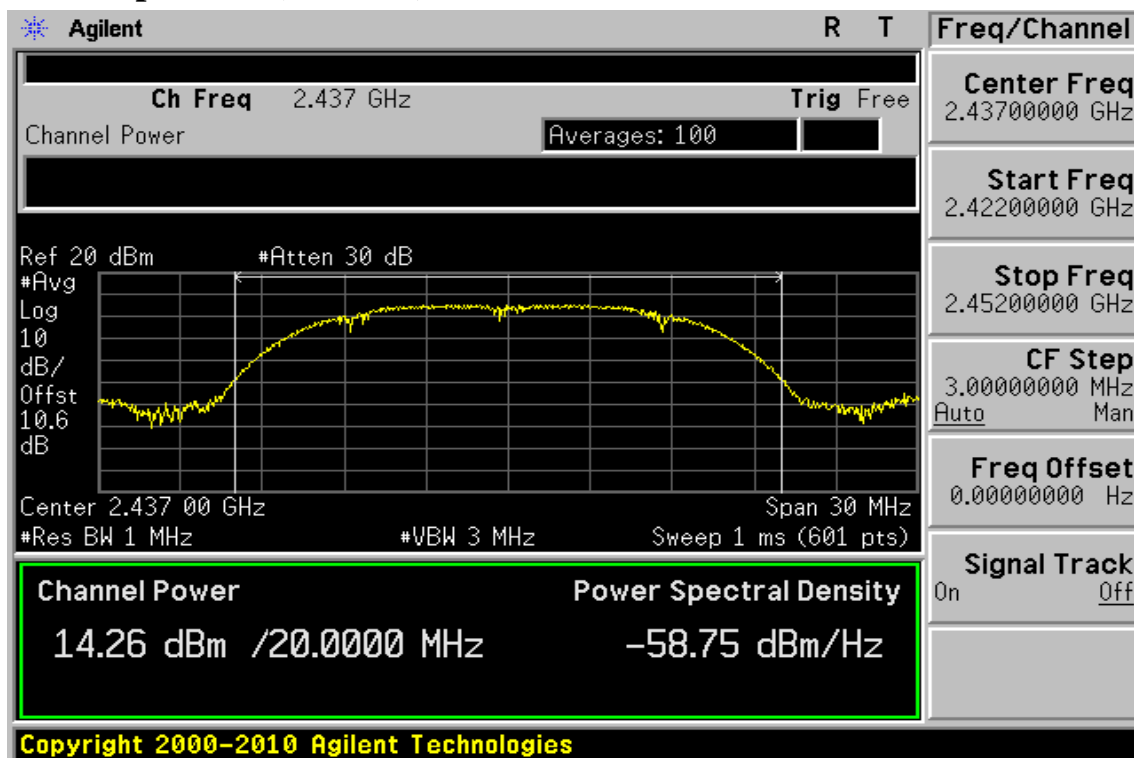 Agilent R T
Ch Freq 2.437 GHz Trig Free
Channel Power Averages: 100
Ref 20 dBm #Atten 30 dB
#Avg
Log
10
dB/
Offst
10.6
dB
Center 2.437 00 GHz Span 30 MHz
#Res BW 1 MHz #VBW 3 MHz Sweep 1 ms (601 pts)
Channel Power Power Spectral Density
14.26 dBm /20.0000 MHz -58.75 dBm/Hz
Copyright 2000-2010 Agilent Technologies
Freq/Channel
Center Freq
2.43700000 GHz
Start Freq
2.42200000 GHz
Stop Freq
2.45200000 GHz
CF Step
3.00000000 MHz
Auto Man
Freq Offset
0.00000000 Hz
Signal Track
On Off